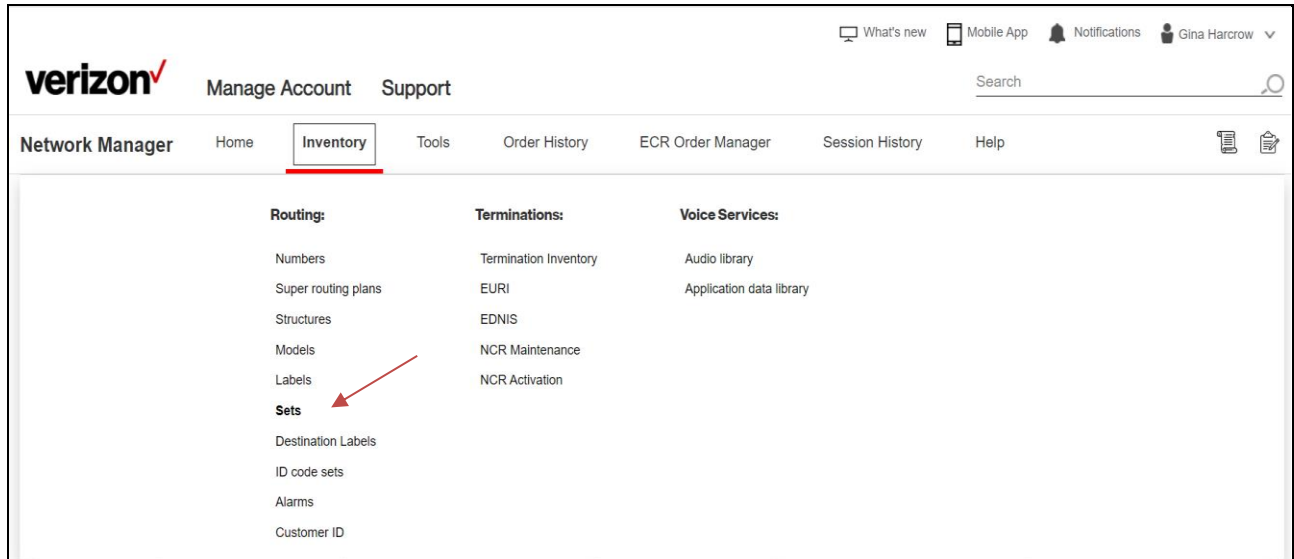 What's new Mobile App Notifications Gina Harcrow
verizon Manage Account Support Search
Network Manager Home Inventory Tools Order History ECR Order Manager Session History Help
Routing: Terminations: Voice Services:
Numbers Termination Inventory Audio library
Super routing plans EURI Application data library
Structures EDNIS
Models NCR Maintenance
Labels NCR Activation
Sets
Destination Labels
ID code sets
Alarms
Customer ID